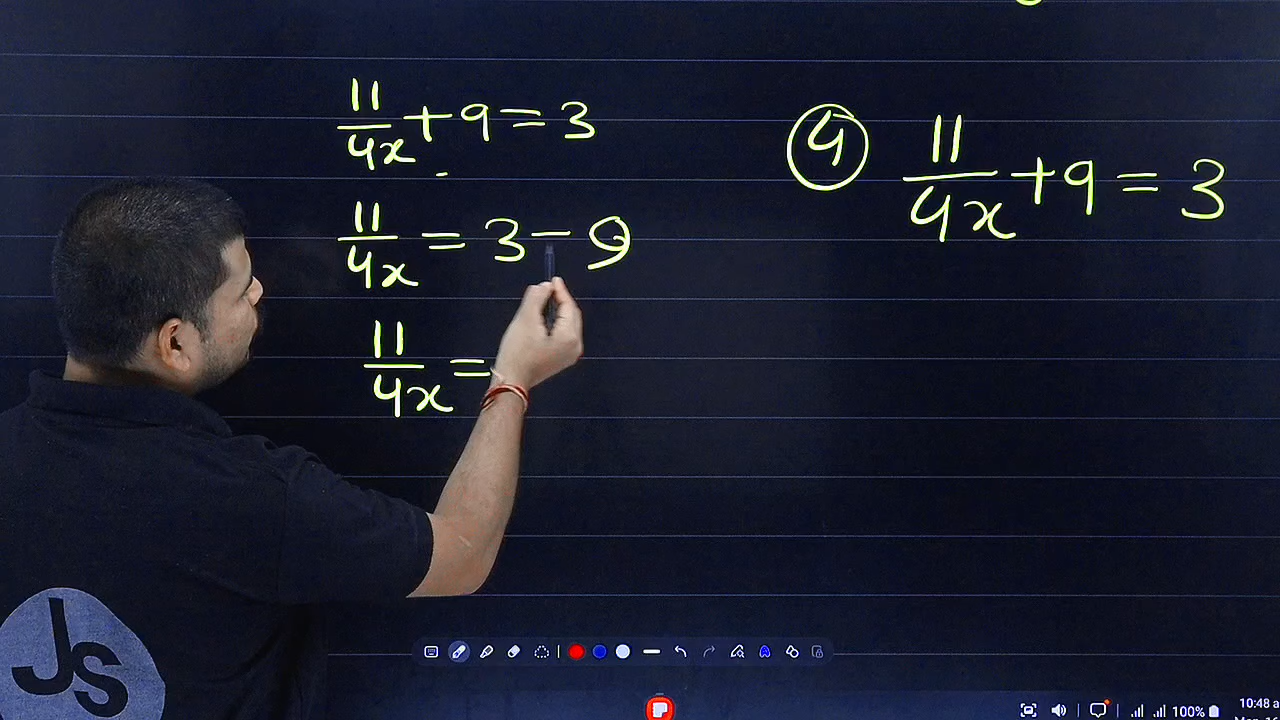 11/4x + 9 = 3
11/4x = 3 - 9
11/4x =
④ 11/4x + 9 = 3
JS
100%
10:48 a